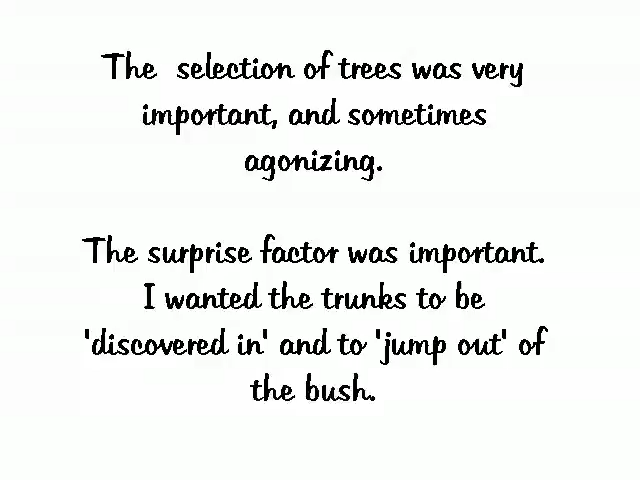 The  selection of trees was very
important, and sometimes
agonizing.
The surprise factor was important.
I wanted the trunks to be
'discovered in' and to 'jump out' of
the bush.